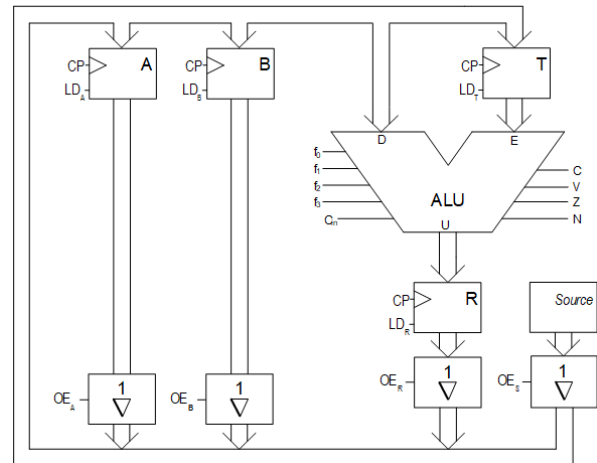 CP
A
LD_A
CP
B
LD_B
CP
T
LD_T
D
E
f₀
f₁
f₂
f₃
C_in
ALU
U
C
V
Z
N
CP
R
LD_R
Source
OE_A
1
OE_B
1
OE_R
1
OE_S
1